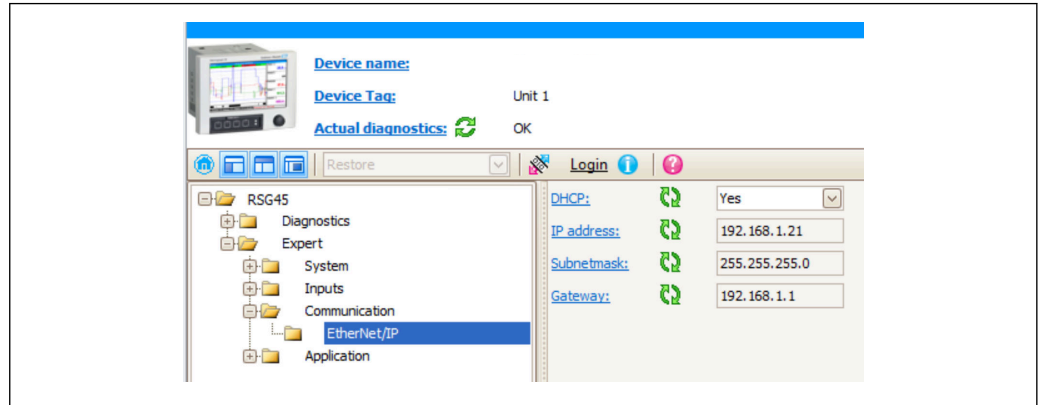 Device name:
Device Tag: Unit 1
Actual diagnostics: OK
Restore Login
RSG45
Diagnostics
Expert
System
Inputs
Communication
EtherNet/IP
Application
DHCP: Yes
IP address: 192.168.1.21
Subnetmask: 255.255.255.0
Gateway: 192.168.1.1